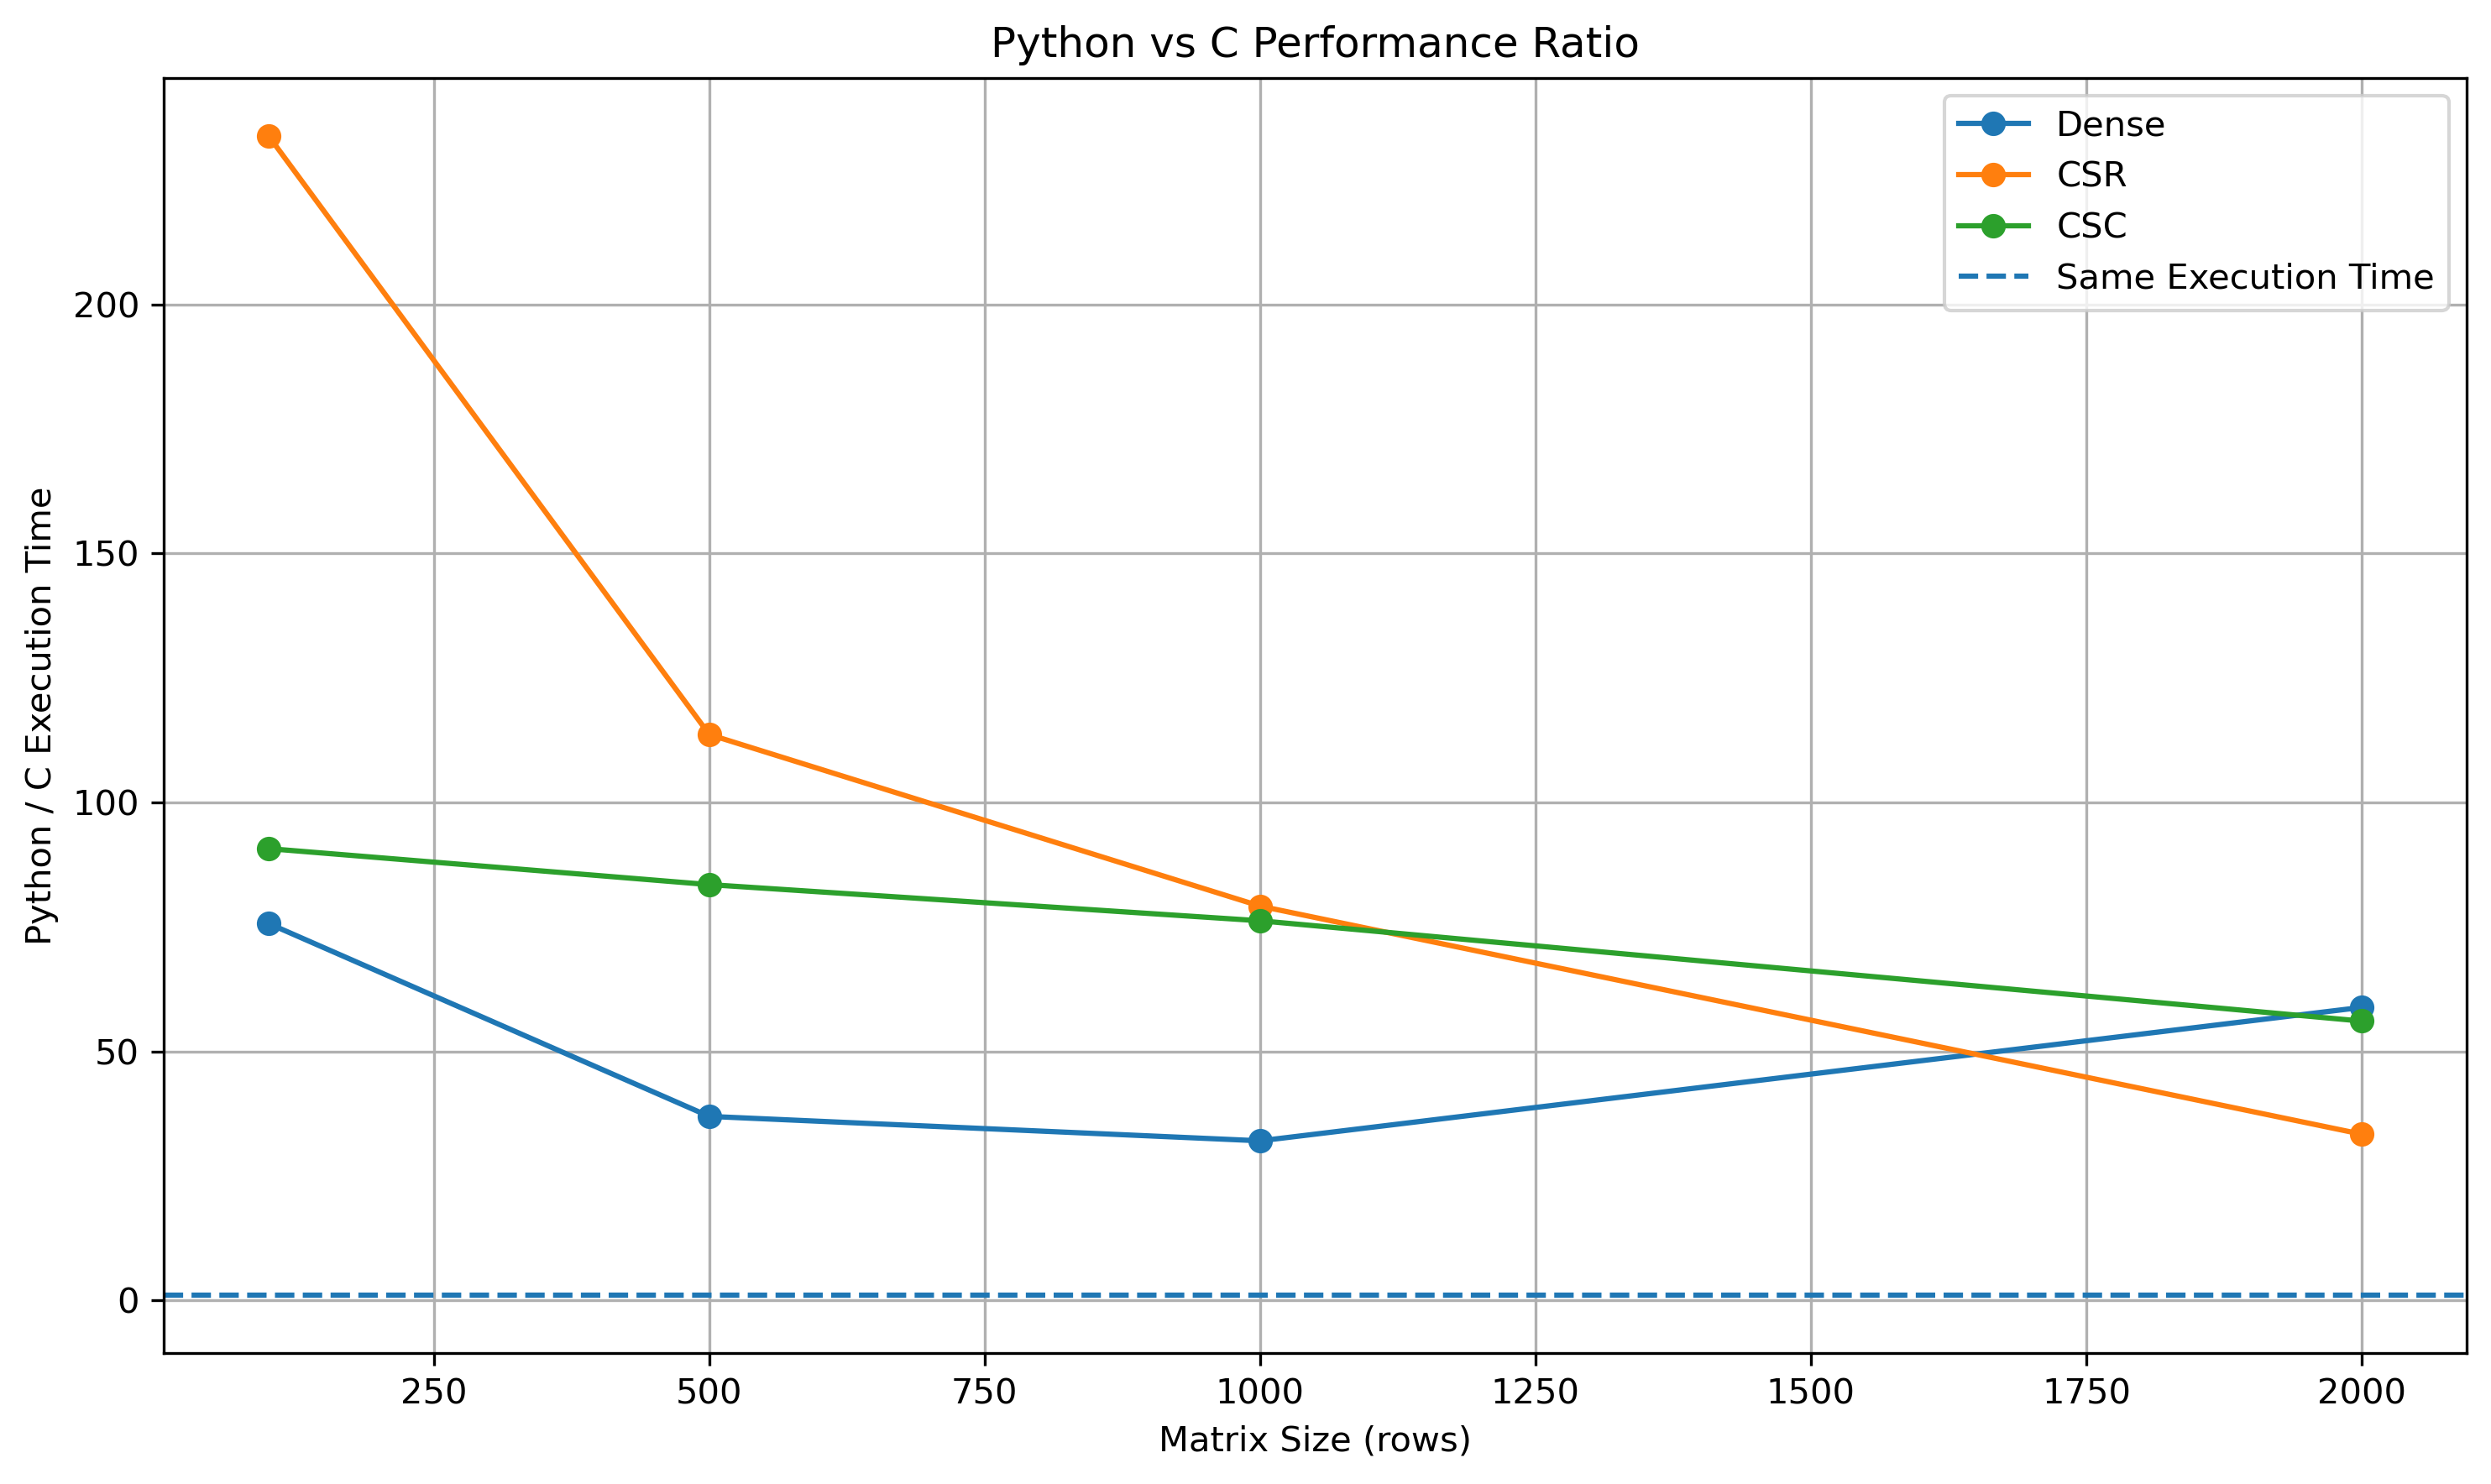 Python vs C Performance Ratio
Dense
CSR
CSC
Same Execution Time
Python / C Execution Time
200
150
100
50
0
250 500 750 1000 1250 1500 1750 2000
Matrix Size (rows)